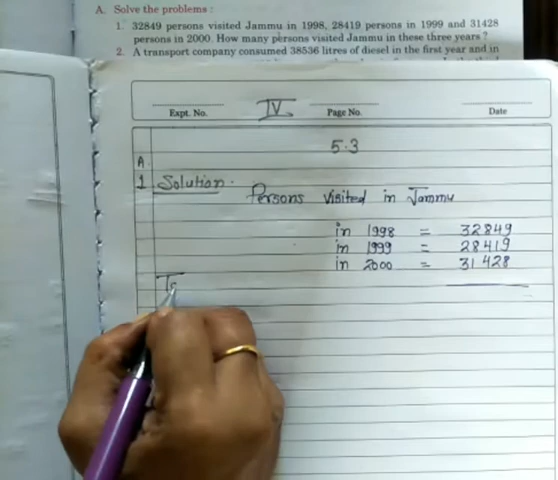 A. Solve the problems :
1. 32849 persons visited Jammu in 1998, 28419 persons in 1999 and 31428
persons in 2000. How many persons visited Jammu in these three years ?
2. A transport company consumed 38536 litres of diesel in the first year and in
Expt. No. IV Page No. Date
5.3
A.
1 Solution.
Persons visited in Jammu
in 1998 = 32849
in 1999 = 28419
in 2000 = 31428
To